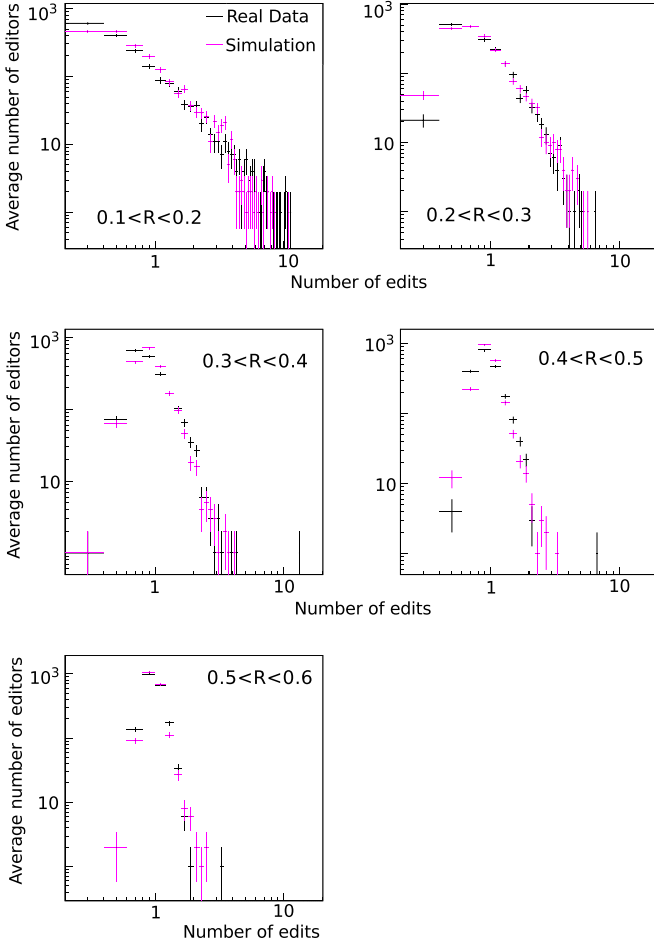 Average number of editors
10³
10
Real Data
Simulation
0.1<R<0.2
1
10
Number of edits
10³
10
0.2<R<0.3
1
10
Average number of editors
10³
10
0.3<R<0.4
1
10
Number of edits
10³
10
0.4<R<0.5
1
10
Average number of editors
10³
10
0.5<R<0.6
1
10
Number of edits